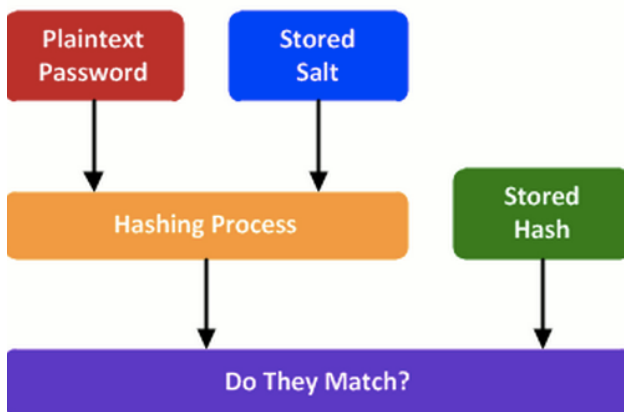 Plaintext
Password
Stored
Salt
Hashing Process
Stored
Hash
Do They Match?